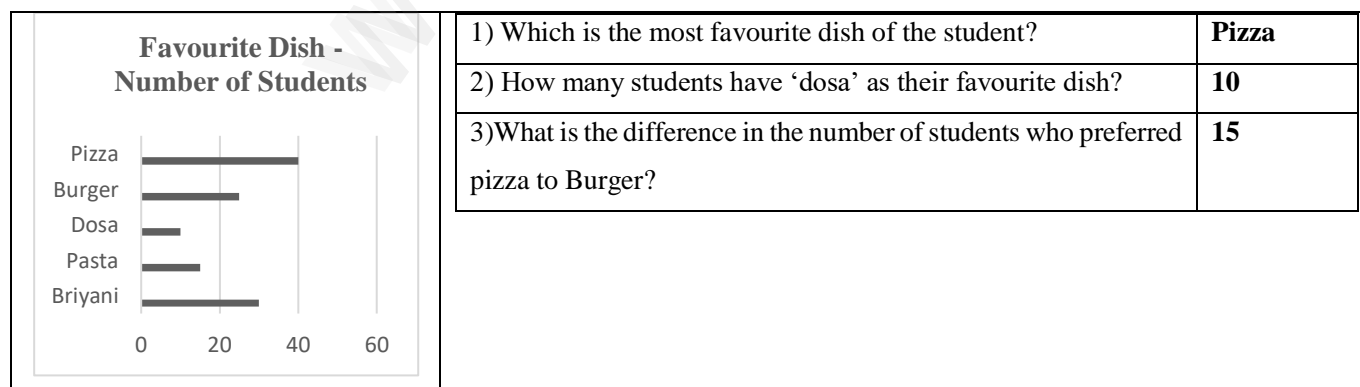 Favourite Dish -
Number of Students
Pizza
Burger
Dosa
Pasta
Briyani
0 20 40 60
1) Which is the most favourite dish of the student? Pizza
2) How many students have ‘dosa’ as their favourite dish? 10
3)What is the difference in the number of students who preferred 15
pizza to Burger?